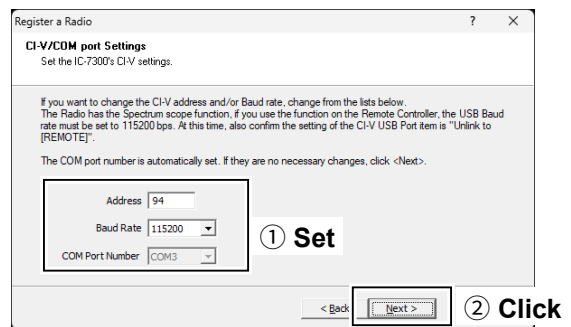 Register a Radio ? ×
CI-V/COM port Settings
Set the IC-7300's CI-V settings.
If you want to change the CI-V address and/or Baud rate, change from the lists below.
The Radio has the Spectrum scope function, if you use the function on the Remote Controller, the USB Baud
rate must be set to 115200 bps. At this time, also confirm the setting of the CI-V USB Port item is "Unlink to
[REMOTE]".
The COM port number is automatically set. If they are no necessary changes, click <Next>.
Address 94
Baud Rate 115200
COM Port Number COM3
① Set
< Back Next >
② Click